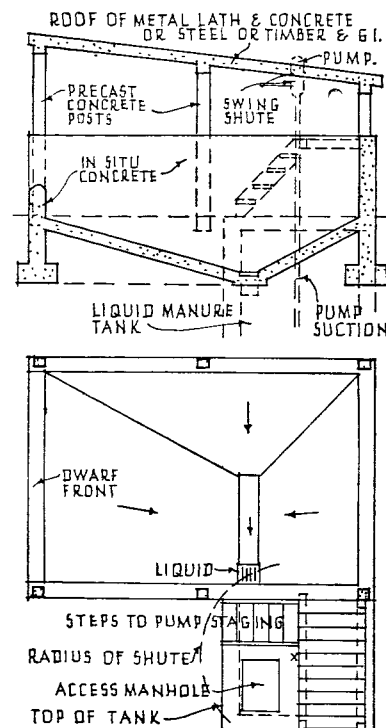 ROOF OF METAL LATH & CONCRETE
OR STEEL OR TIMBER & G I.
PUMP.
PRECAST
CONCRETE
POSTS
SWING
SHUTE
IN SITU
CONCRETE
LIQUID MANURE
TANK
PUMP
SUCTION
DWARF
FRONT
LIQUID
STEPS TO PUMP STAGING
RADIUS OF SHUTE
X
ACCESS MANHOLE
TOP OF TANK